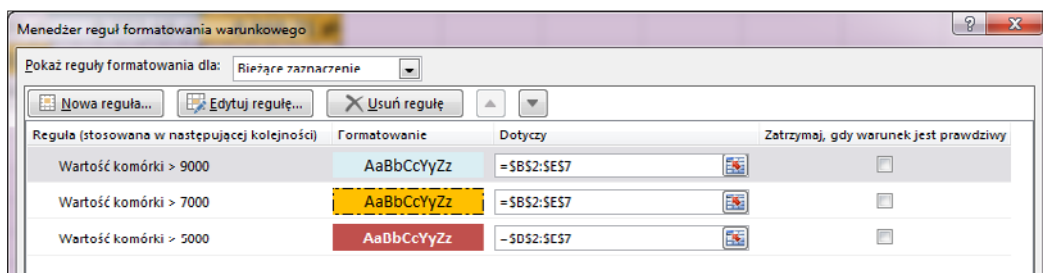 Menedżer reguł formatowania warunkowego
Pokaż reguły formatowania dla: Bieżące zaznaczenie
Nowa reguła... Edytuj regułę... Usuń regułę
Reguła (stosowana w następującej kolejności) Formatowanie Dotyczy Zatrzymaj, gdy warunek jest prawdziwy
Wartość komórki > 9000 AaBbCcYyZz =$B$2:$E$7
Wartość komórki > 7000 AaBbCcYyZz =$B$2:$E$7
Wartość komórki > 5000 AaBbCcYyZz =$B$2:$E$7